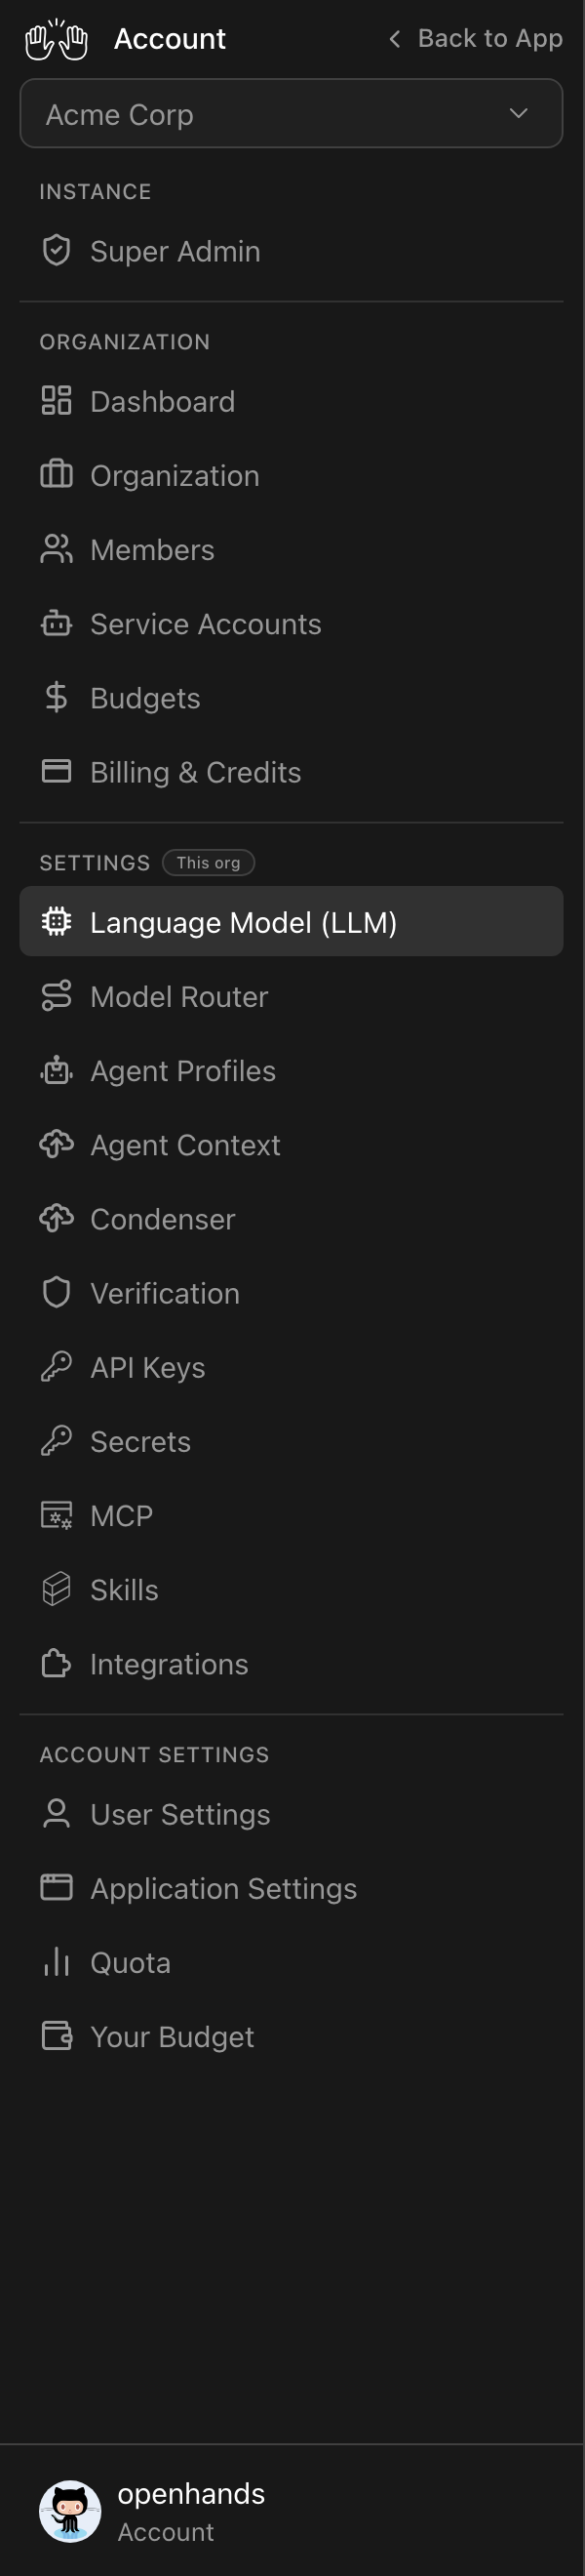 Account
Back to App
Acme Corp
INSTANCE
Super Admin
ORGANIZATION
Dashboard
Organization
Members
Service Accounts
Budgets
Billing & Credits
SETTINGS This org
Language Model (LLM)
Model Router
Agent Profiles
Agent Context
Condenser
Verification
API Keys
Secrets
MCP
Skills
Integrations
ACCOUNT SETTINGS
User Settings
Application Settings
Quota
Your Budget
openhands
Account